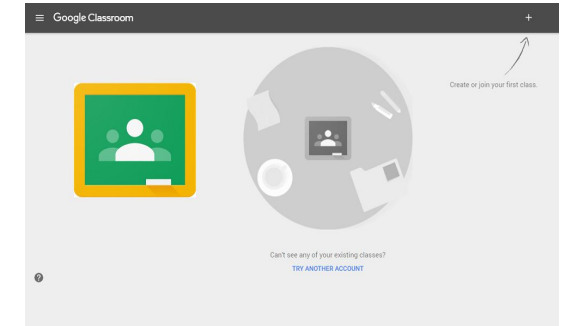 Google Classroom
+
Create or join your first class.
Can't see any of your existing classes?
TRY ANOTHER ACCOUNT
?